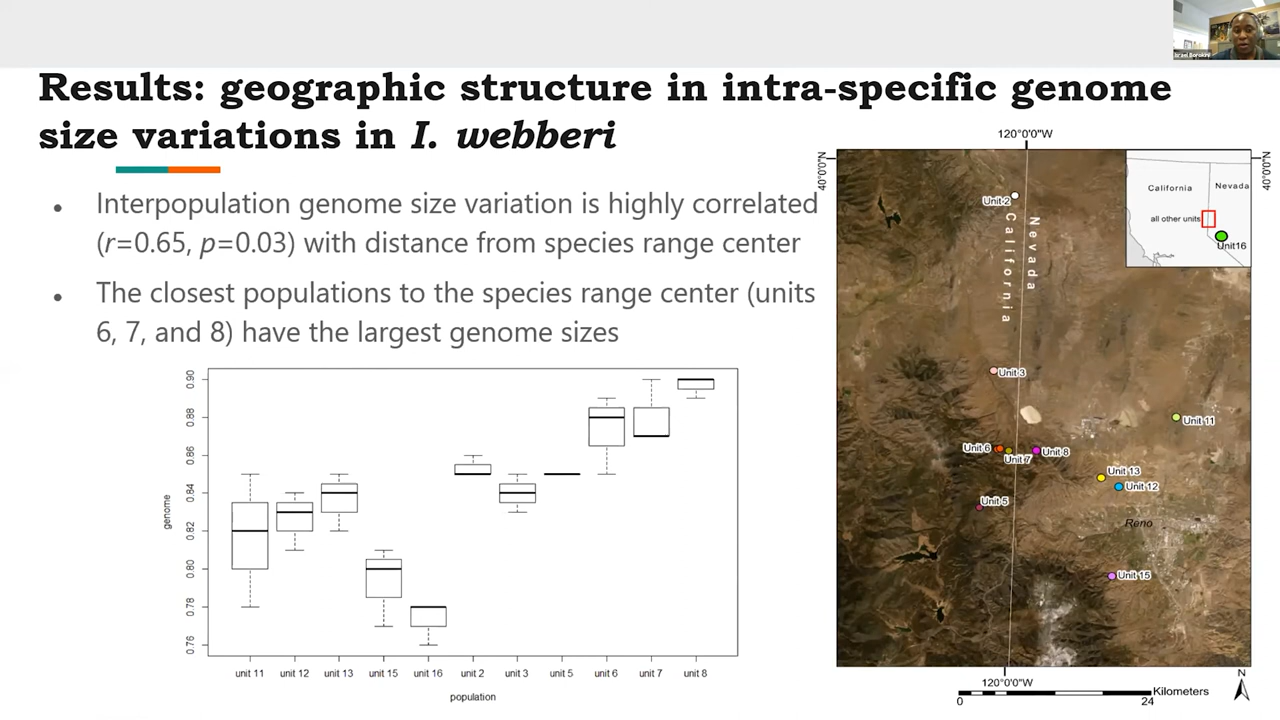 Results: geographic structure in intra-specific genome
size variations in I. webberi
• Interpopulation genome size variation is highly correlated
(r=0.65, p=0.03) with distance from species range center
• The closest populations to the species range center (units
6, 7, and 8) have the largest genome sizes
genome
0.90
0.88
0.86
0.84
0.82
0.80
0.78
0.76
unit 11 unit 12 unit 13 unit 15 unit 16 unit 2 unit 3 unit 5 unit 6 unit 7 unit 8
population
120°0'0"W
40°0'0"N
40°0'0"N
California
Nevada
all other units
Unit16
Unit 2
California
Nevada
Unit 3
Unit 11
Unit 6
Unit 7
Unit 8
Unit 13
Unit 12
Unit 5
Reno
Unit 15
120°0'0"W
N
Kilometers
0 24